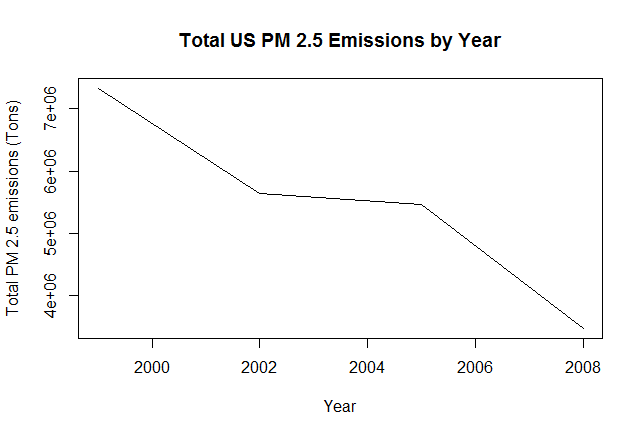 Total US PM 2.5 Emissions by Year
Total PM 2.5 emissions (Tons)
7e+06
6e+06
5e+06
4e+06
2000 2002 2004 2006 2008
Year